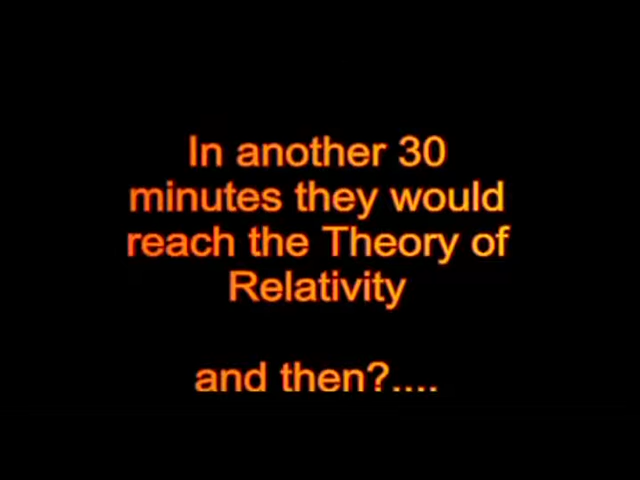 In another 30
minutes they would
reach the Theory of
Relativity
and then?....